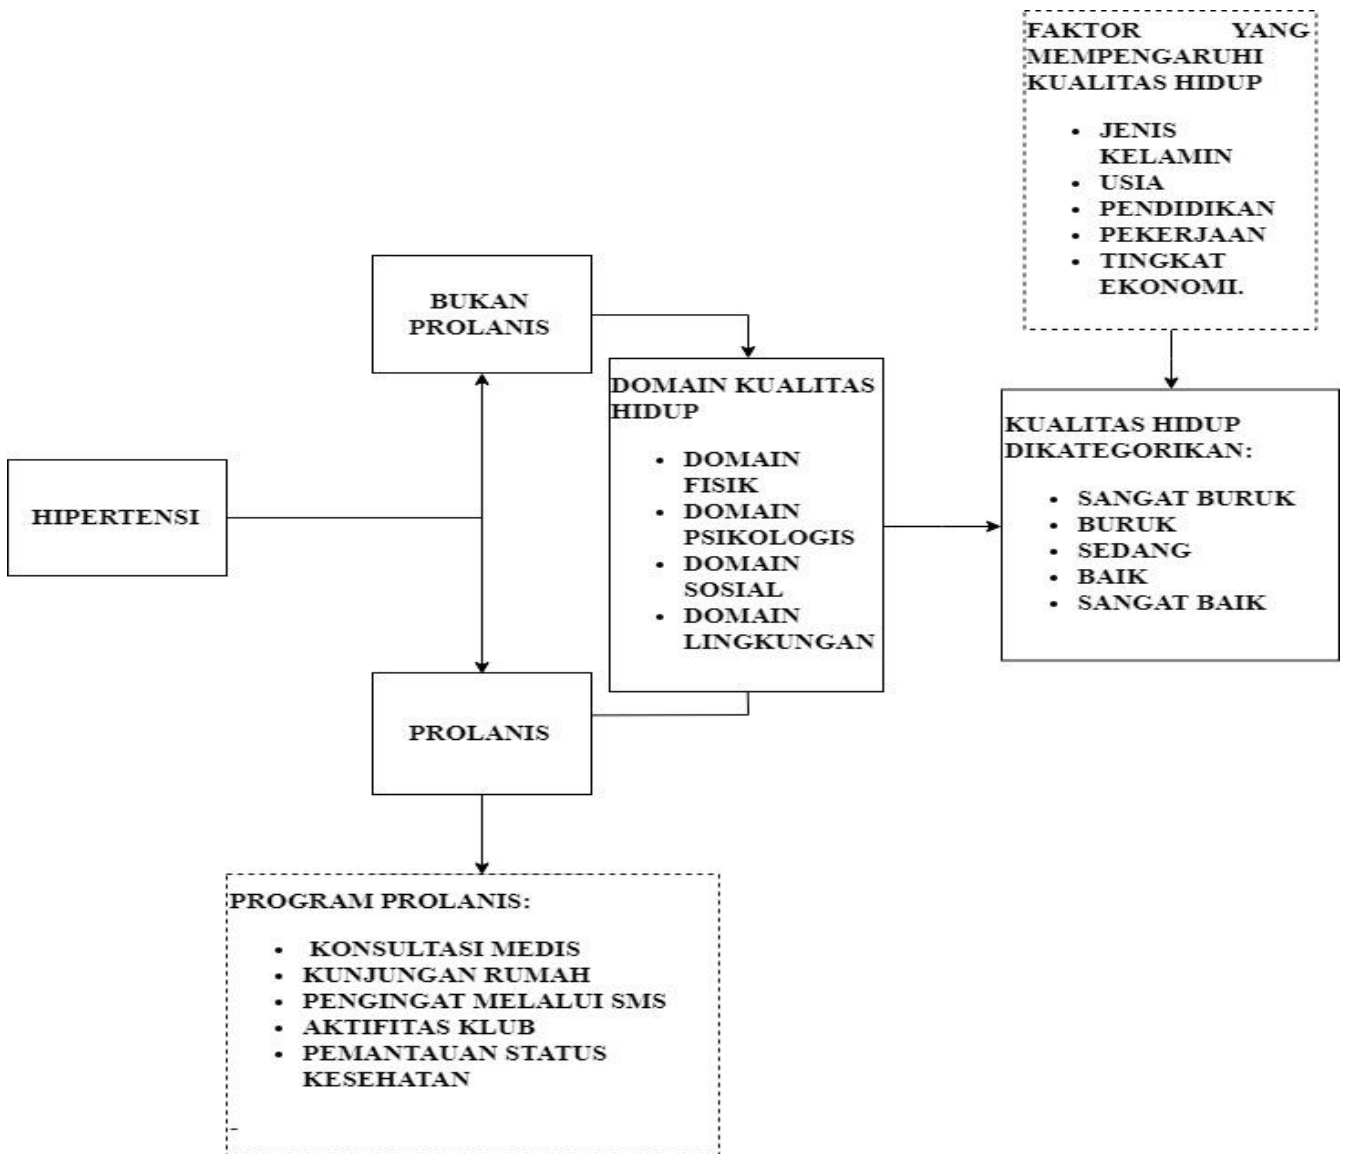 FAKTOR YANG
MEMPENGARUHI
KUALITAS HIDUP
• JENIS
KELAMIN
• USIA
• PENDIDIKAN
• PEKERJAAN
• TINGKAT
EKONOMI.
BUKAN
PROLANIS
DOMAIN KUALITAS
HIDUP
• DOMAIN
FISIK
• DOMAIN
PSIKOLOGIS
• DOMAIN
SOSIAL
• DOMAIN
LINGKUNGAN
KUALITAS HIDUP
DIKATEGORIKAN:
• SANGAT BURUK
• BURUK
• SEDANG
• BAIK
• SANGAT BAIK
HIPERTENSI
PROLANIS
PROGRAM PROLANIS:
• KONSULTASI MEDIS
• KUNJUNGAN RUMAH
• PENGINGAT MELALUI SMS
• AKTIFITAS KLUB
• PEMANTAUAN STATUS
KESEHATAN
-